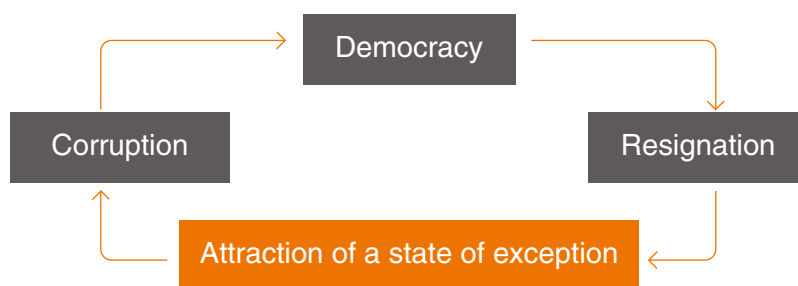 Democracy
Corruption
Resignation
Attraction of a state of exception